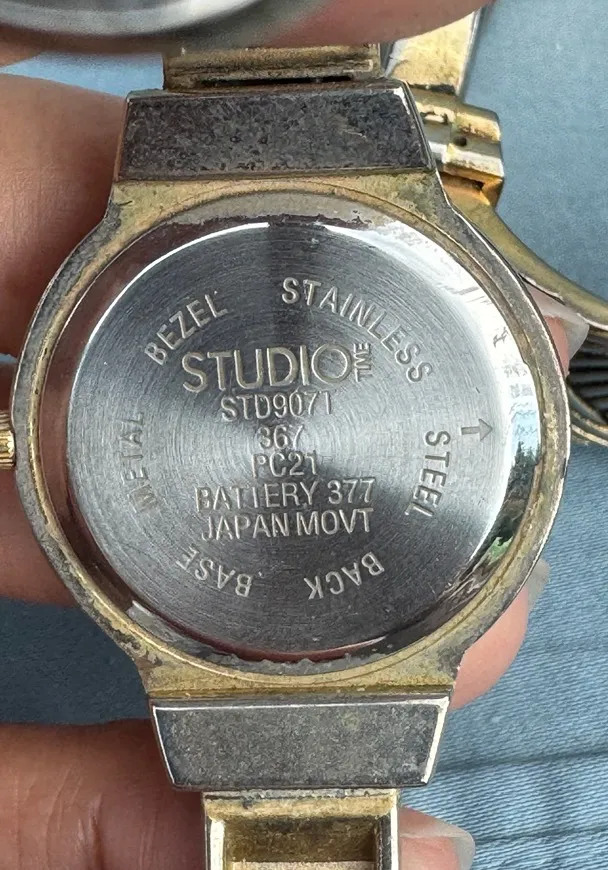 STAINLESS STEEL BACK BASE METAL BEZEL
STUDIO TIME
STD9071
367
PC21
BATTERY 377
JAPAN MOVT